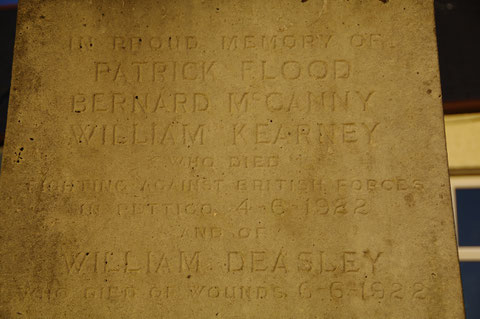 IN PROUD MEMORY OF
PATRICK FLOOD
BERNARD McCANNY
WILLIAM KEARNEY
WHO DIED
FIGHTING AGAINST BRITISH FORCES
IN PETTIGO 4-6-1922
AND OF
WILLIAM DEASLEY
WHO DIED OF WOUNDS 6-6-1922